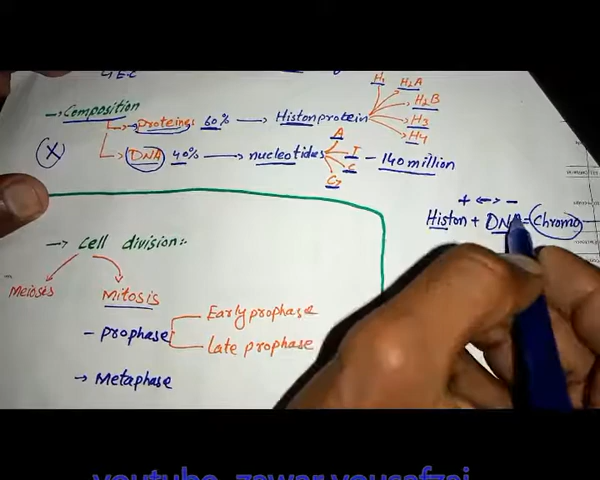 → Composition
→ Proteins 60% → Histon protein
H1
H2A
H2B
H3
H4
X
DNA 40% → nucleotides
A
T
C
G
- 140 million
+ <-> -
Histon + DNA = Chromo
→ Cell division:-
Meiosis
Mitosis
- prophase
Early prophase
late prophase
→ Metaphase
youtube zawar yousafzai